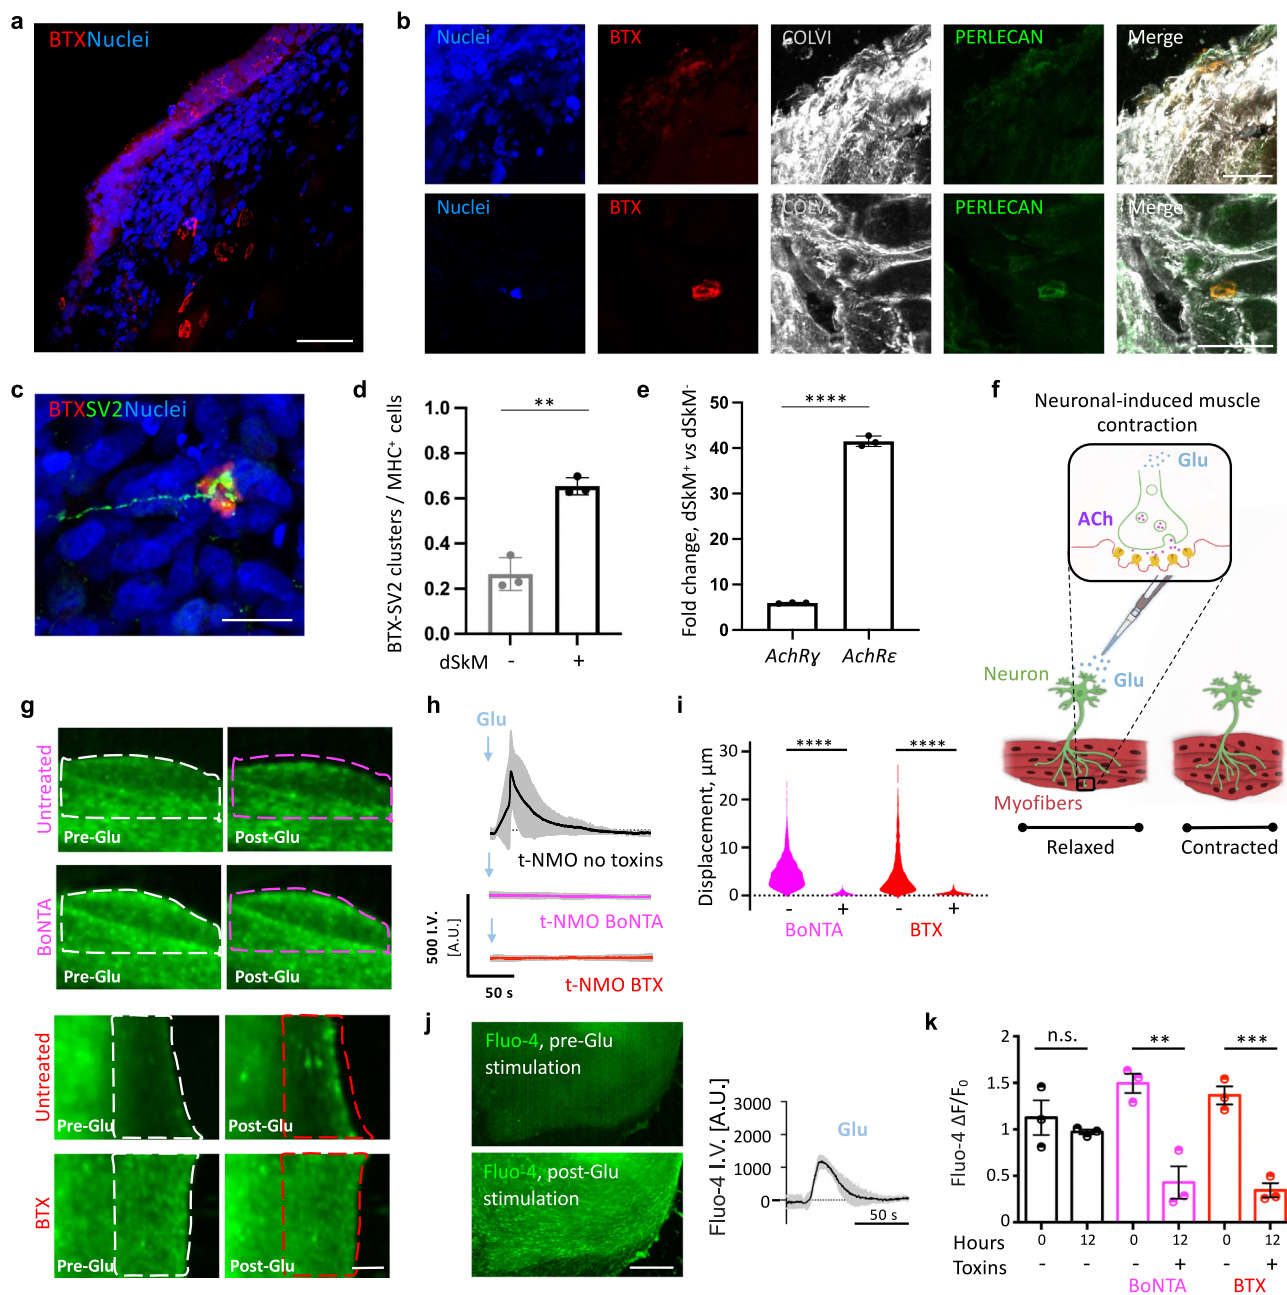 a
BTXNuclei
b
Nuclei
BTX
COLVI
PERLECAN
Merge
Nuclei
BTX
COLVI
PERLECAN
Merge
c
BTXSV2Nuclei
d
BTX-SV2 clusters / MHC⁺ cells
1.0
0.8
0.6
0.4
0.2
0.0
**
dSkM - +
e
Fold change, dSkM⁺ vs dSkM⁻
50
40
30
20
10
0
****
AchRɣ AchRε
f
Neuronal-induced muscle
contraction
Glu
ACh
Neuron
Glu
Myofibers
Relaxed
Contracted
g
Untreated
Pre-Glu
Post-Glu
BoNTA
Pre-Glu
Post-Glu
Untreated
Pre-Glu
Post-Glu
BTX
Pre-Glu
Post-Glu
h
Glu
t-NMO no toxins
t-NMO BoNTA
t-NMO BTX
500 I.V.
[A.U.]
50 s
i
Displacement, µm
30
20
10
0
****
****
- + - +
BoNTA BTX
j
Fluo-4, pre-Glu
stimulation
Fluo-4, post-Glu
stimulation
Fluo-4 I.V. [A.U.]
3000
2000
1000
0
Glu
50 s
k
Fluo-4 ΔF/F₀
2
1.5
1
0.5
0
n.s.
**
***
Hours 0 12 0 12 0 12
Toxins - - - + - +
BoNTA BTX